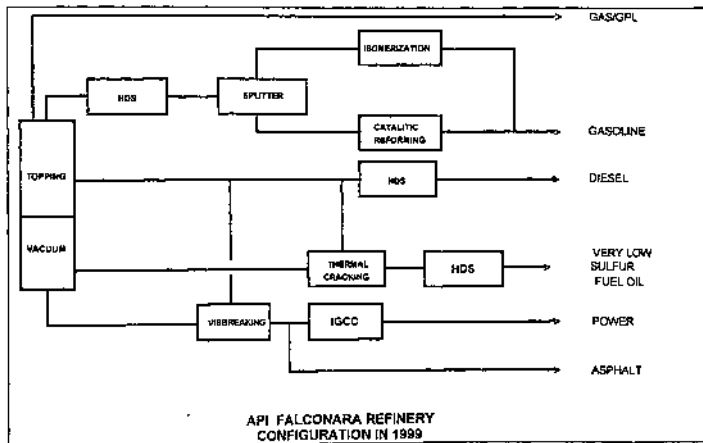 GAS/GPL
ISOMERIZATION
HDS
SPLITTER
CATALITIC
REFORMING
GASOLINE
TOPPING
HDS
DIESEL
VACUUM
THERMAL
CRACKING
HDS
VERY LOW
SULFUR
FUEL OIL
VISBREAKING
IGCC
POWER
ASPHALT
API FALCONARA REFINERY
CONFIGURATION IN 1999